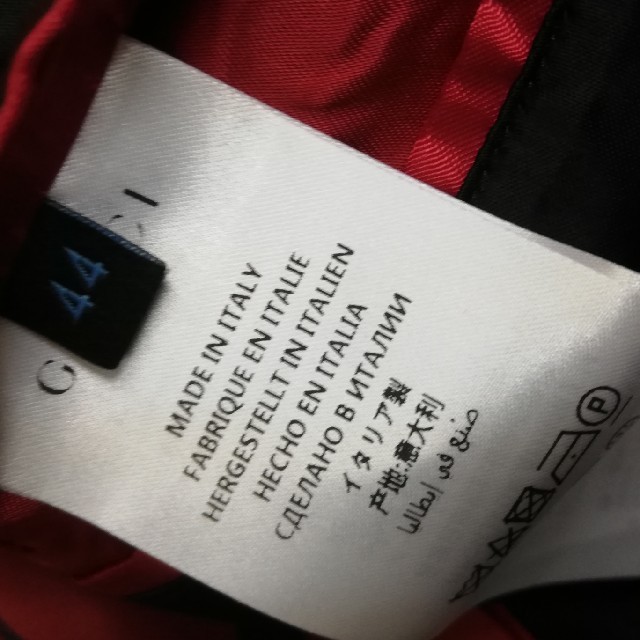 44
MADE IN ITALY
FABRIQUE EN ITALIE
HERGESTELLT IN ITALIEN
HECHO EN ITALIA
СДЕЛАНО В ИТАЛИИ
イタリア製
产地:意大利
صنع في إيطاليا
P